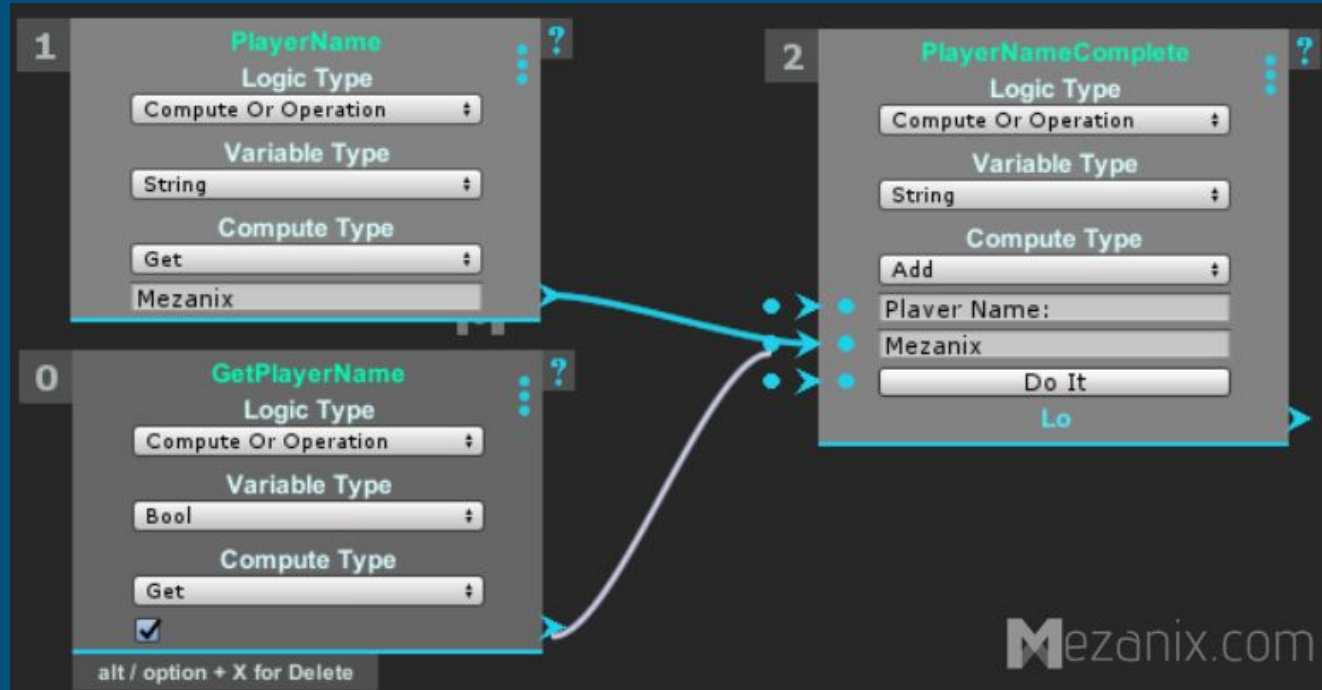 1
PlayerName
?
Logic Type
Compute Or Operation
Variable Type
String
Compute Type
Get
Mezanix
0
GetPlayerName
?
Logic Type
Compute Or Operation
Variable Type
Bool
Compute Type
Get
alt / option + X for Delete
2
PlayerNameComplete
?
Logic Type
Compute Or Operation
Variable Type
String
Compute Type
Add
Player Name:
Mezanix
Do It
Lo
Mezanix.com